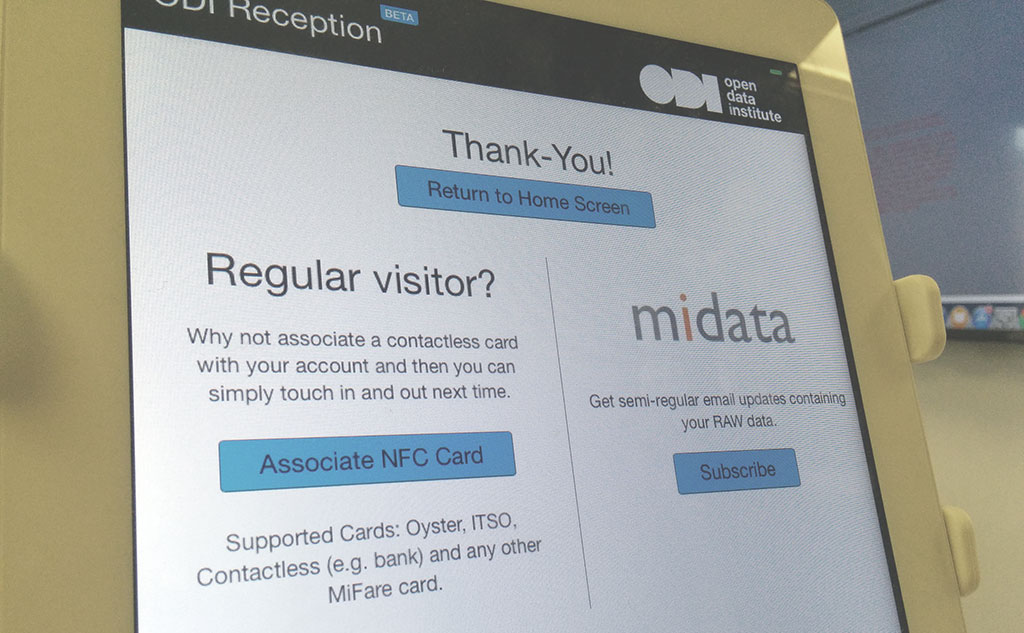 ODI Reception
BETA
ODI
open
data
institute
Thank-You!
Return to Home Screen
Regular visitor?
Why not associate a contactless card
with your account and then you can
simply touch in and out next time.
Associate NFC Card
Supported Cards: Oyster, ITSO,
Contactless (e.g. bank) and any other
MiFare card.
midata
Get semi-regular email updates containing
your RAW data.
Subscribe